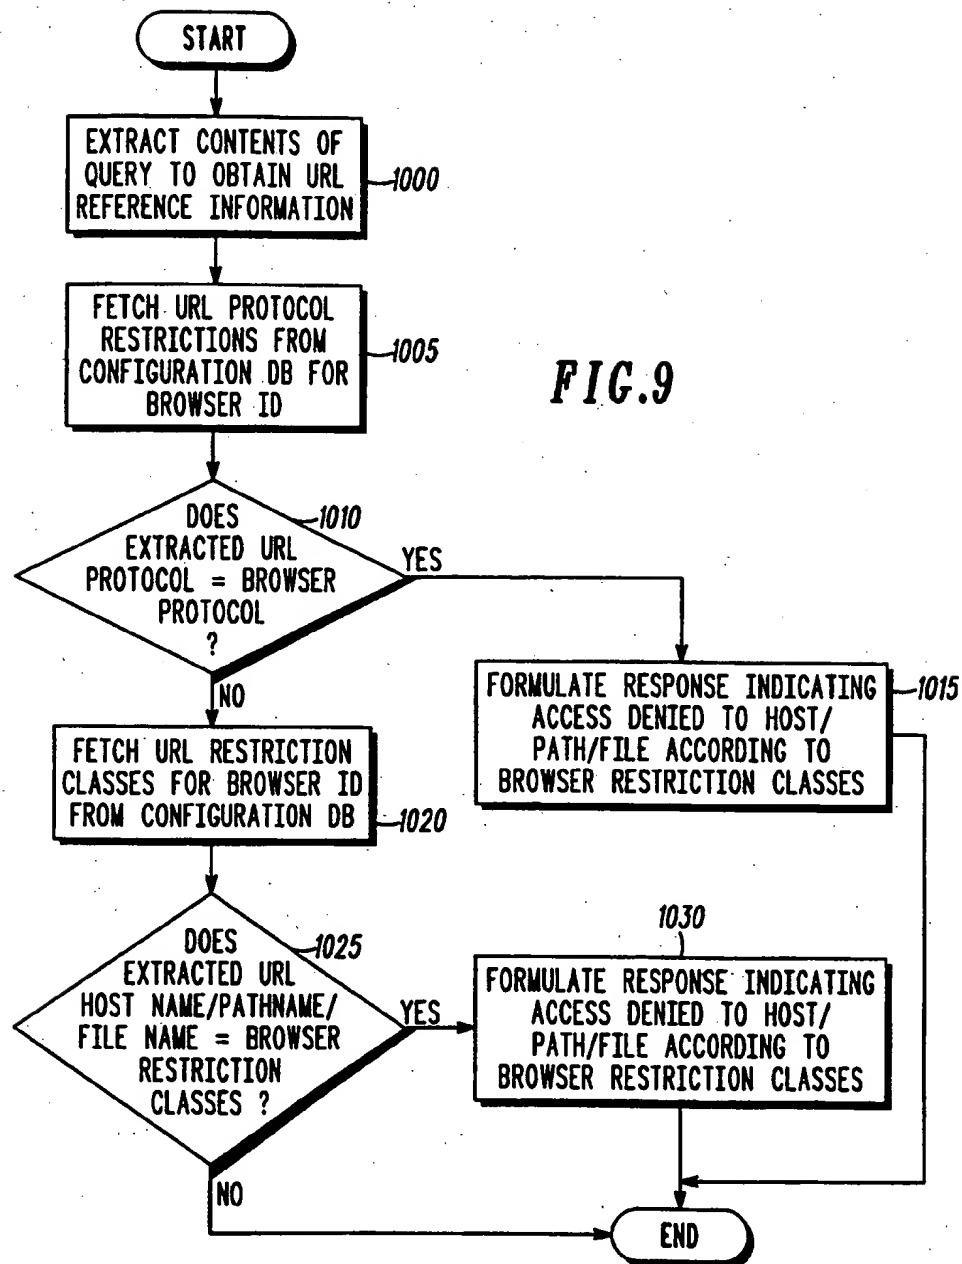 START
EXTRACT CONTENTS OF
QUERY TO OBTAIN URL
REFERENCE INFORMATION
1000
FETCH URL PROTOCOL
RESTRICTIONS FROM
CONFIGURATION DB FOR
BROWSER ID
1005
FIG.9
DOES
EXTRACTED URL
PROTOCOL = BROWSER
PROTOCOL
?
1010
YES
NO
FORMULATE RESPONSE INDICATING
ACCESS DENIED TO HOST/
PATH/FILE ACCORDING TO
BROWSER RESTRICTION CLASSES
1015
FETCH URL RESTRICTION
CLASSES FOR BROWSER ID
FROM CONFIGURATION DB
1020
DOES
EXTRACTED URL
HOST NAME/PATHNAME/
FILE NAME = BROWSER
RESTRICTION
CLASSES ?
1025
YES
NO
1030
FORMULATE RESPONSE INDICATING
ACCESS DENIED TO HOST/
PATH/FILE ACCORDING TO
BROWSER RESTRICTION CLASSES
END